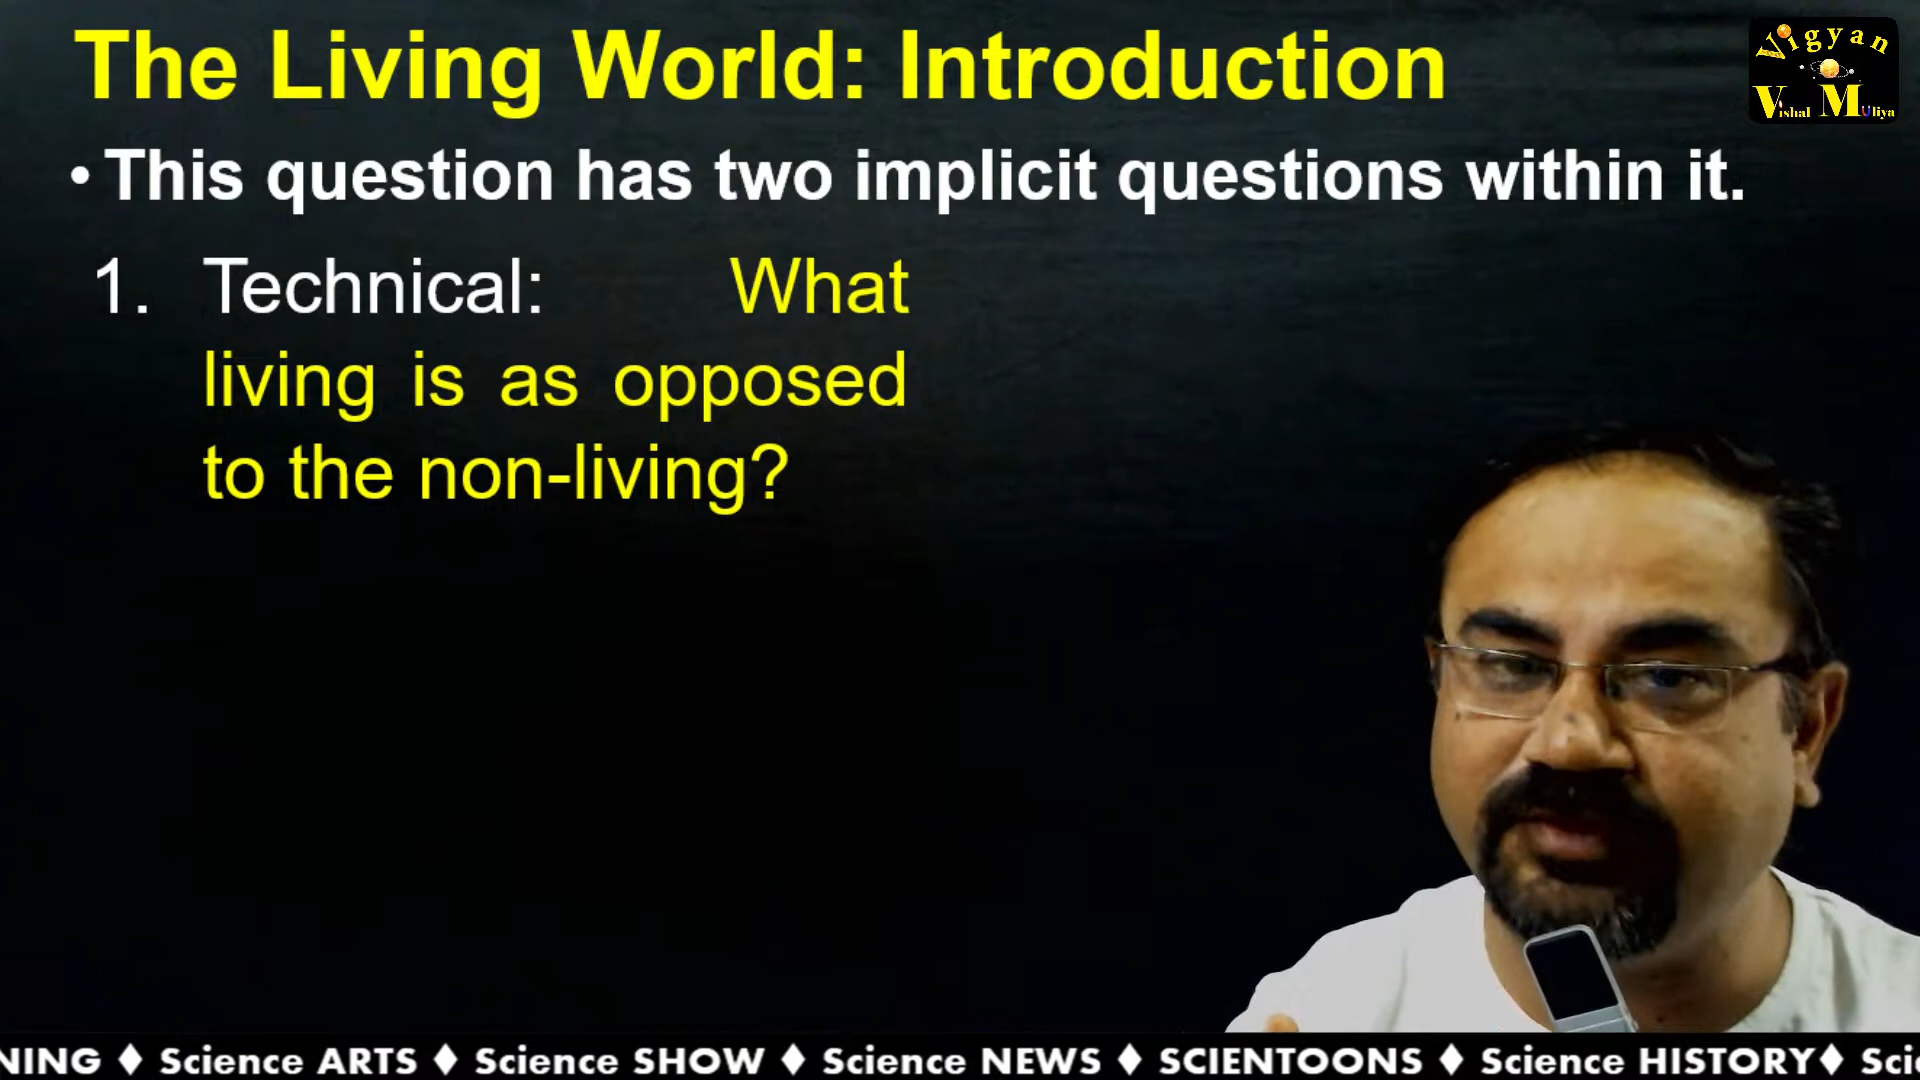 The Living World: Introduction
Vigyan
Vishal MUliya
• This question has two implicit questions within it.
1. Technical: What
living is as opposed
to the non-living?
NING ♦ Science ARTS ♦ Science SHOW ♦ Science NEWS ♦ SCIENTOONS ♦ Science HISTORY♦ Scie